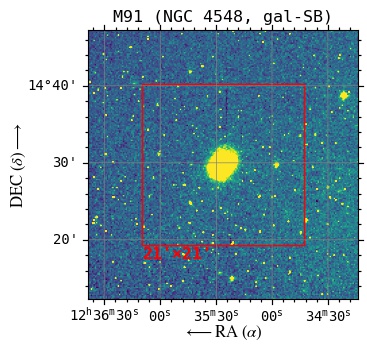 M91 (NGC 4548, gal-SB)
14°40'
30'
20'
DEC (δ)⟶
21'×21'
12ʰ36ᵐ30ˢ 00ˢ 35ᵐ30ˢ 00ˢ 34ᵐ30ˢ
⟵RA (α)